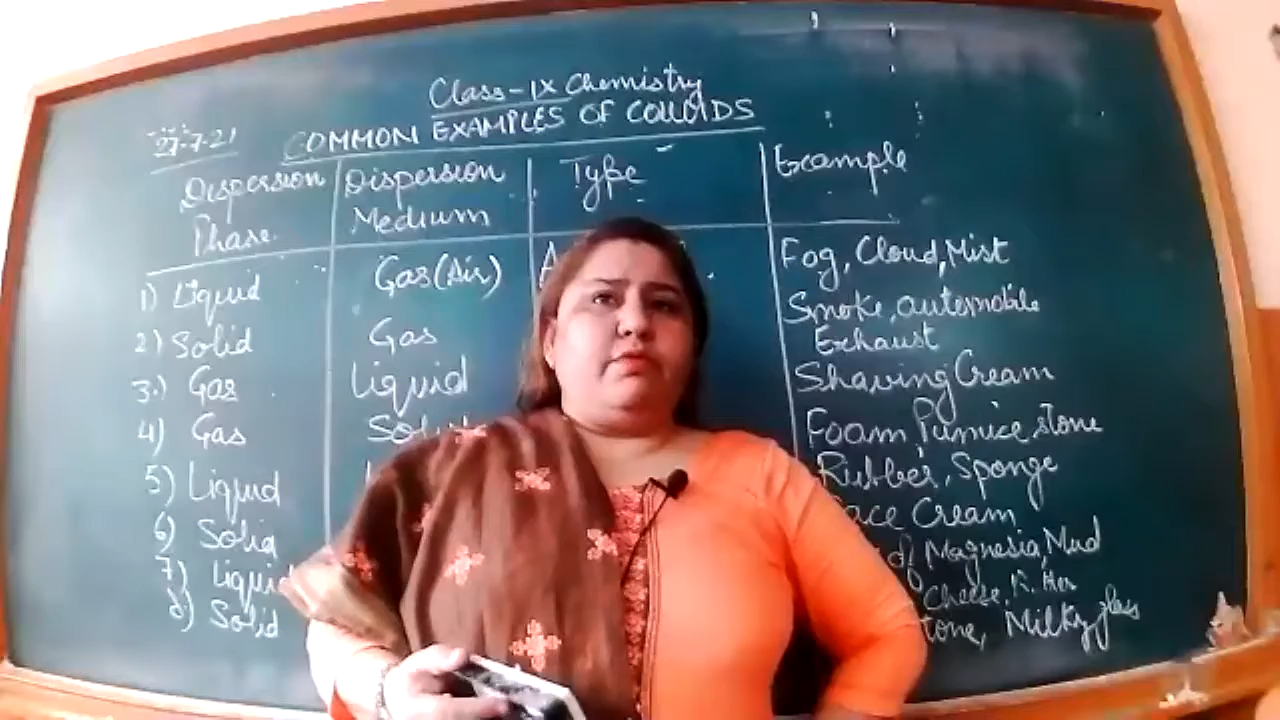 Class-IX Chemistry
27-7-21 COMMON EXAMPLES OF COLLOIDS
Dispersion Phase Dispersion Medium Type Example
1) Liquid Gas(Air) Fog, Cloud, Mist
2) Solid Gas Smoke, automobile Exhaust
3.) Gas Liquid Shaving Cream
4) Gas Foam, Pumice stone
Rubber, Sponge
5) Liquid Cream
6) Solid of Magnesia, Mud
7) Liquid Cheese,
8) Solid Milky glass